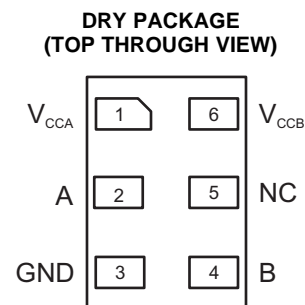 DRY PACKAGE
(TOP THROUGH VIEW)
VCCA 1 6 VCCB
A 2 5 NC
GND 3 4 B